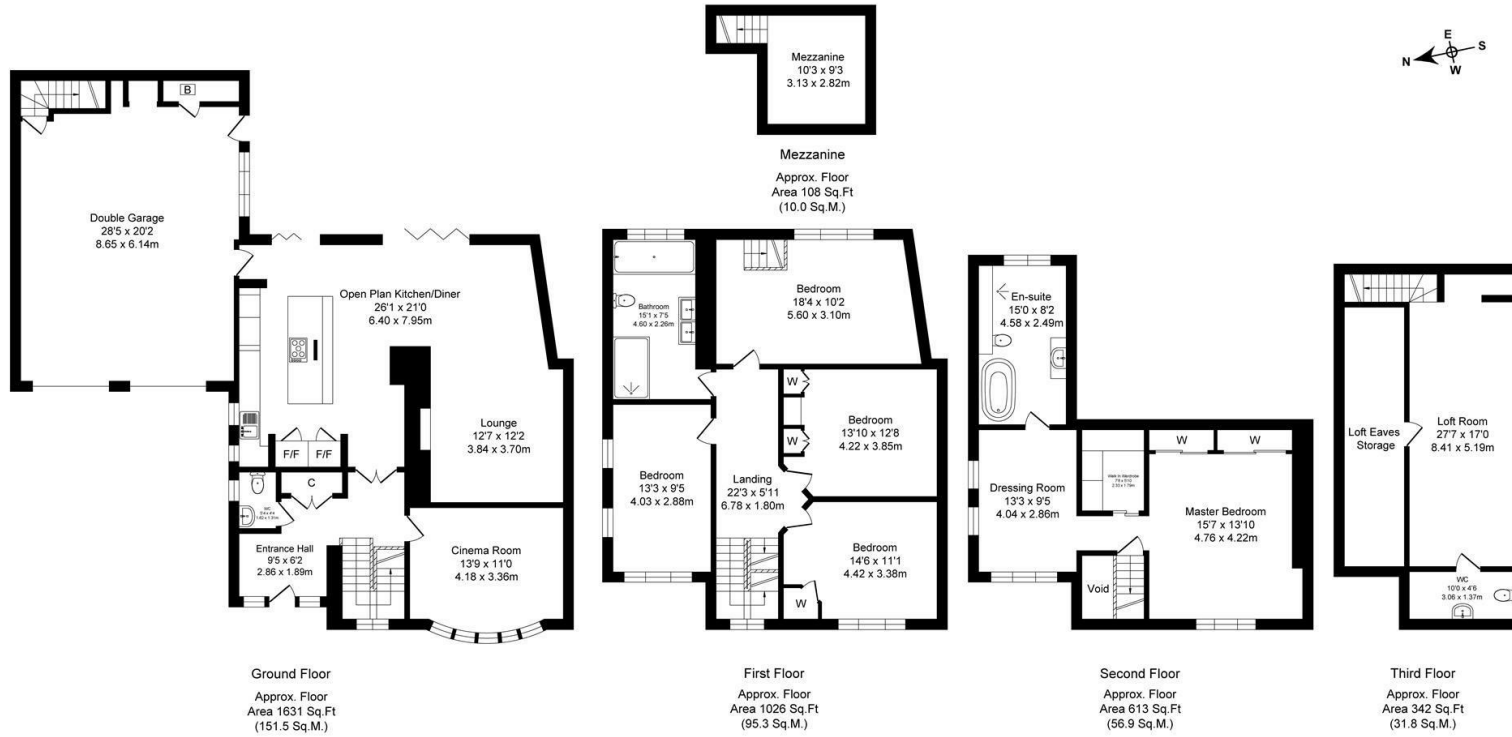 Mezzanine
10'3 x 9'3
3.13 x 2.82m
Mezzanine
Approx. Floor
Area 108 Sq.Ft
(10.0 Sq.M.)
E
N
S
W
B
Double Garage
28'5 x 20'2
8.65 x 6.14m
Open Plan Kitchen/Diner
26'1 x 21'0
6.40 x 7.95m
Lounge
12'7 x 12'2
3.84 x 3.70m
F/F
F/F
C
WC
Entrance Hall
9'5 x 6'2
2.86 x 1.89m
Cinema Room
13'9 x 11'0
4.18 x 3.36m
Ground Floor
Approx. Floor
Area 1631 Sq.Ft
(151.5 Sq.M.)
Bathroom
15'1 x 7'5
4.60 x 2.26m
Bedroom
18'4 x 10'2
5.60 x 3.10m
W
W
Bedroom
13'10 x 12'8
4.22 x 3.85m
Bedroom
13'3 x 9'5
4.03 x 2.88m
Landing
22'3 x 5'11
6.78 x 1.80m
Bedroom
14'6 x 11'1
4.42 x 3.38m
W
First Floor
Approx. Floor
Area 1026 Sq.Ft
(95.3 Sq.M.)
En-suite
15'0 x 8'2
4.58 x 2.49m
W
W
Dressing Room
13'3 x 9'5
4.04 x 2.86m
Walk In Wardrobe
Master Bedroom
15'7 x 13'10
4.76 x 4.22m
Void
Second Floor
Approx. Floor
Area 613 Sq.Ft
(56.9 Sq.M.)
Loft Eaves
Storage
Loft Room
27'7 x 17'0
8.41 x 5.19m
WC
10'0 x 4'6
3.06 x 1.37m
Third Floor
Approx. Floor
Area 342 Sq.Ft
(31.8 Sq.M.)